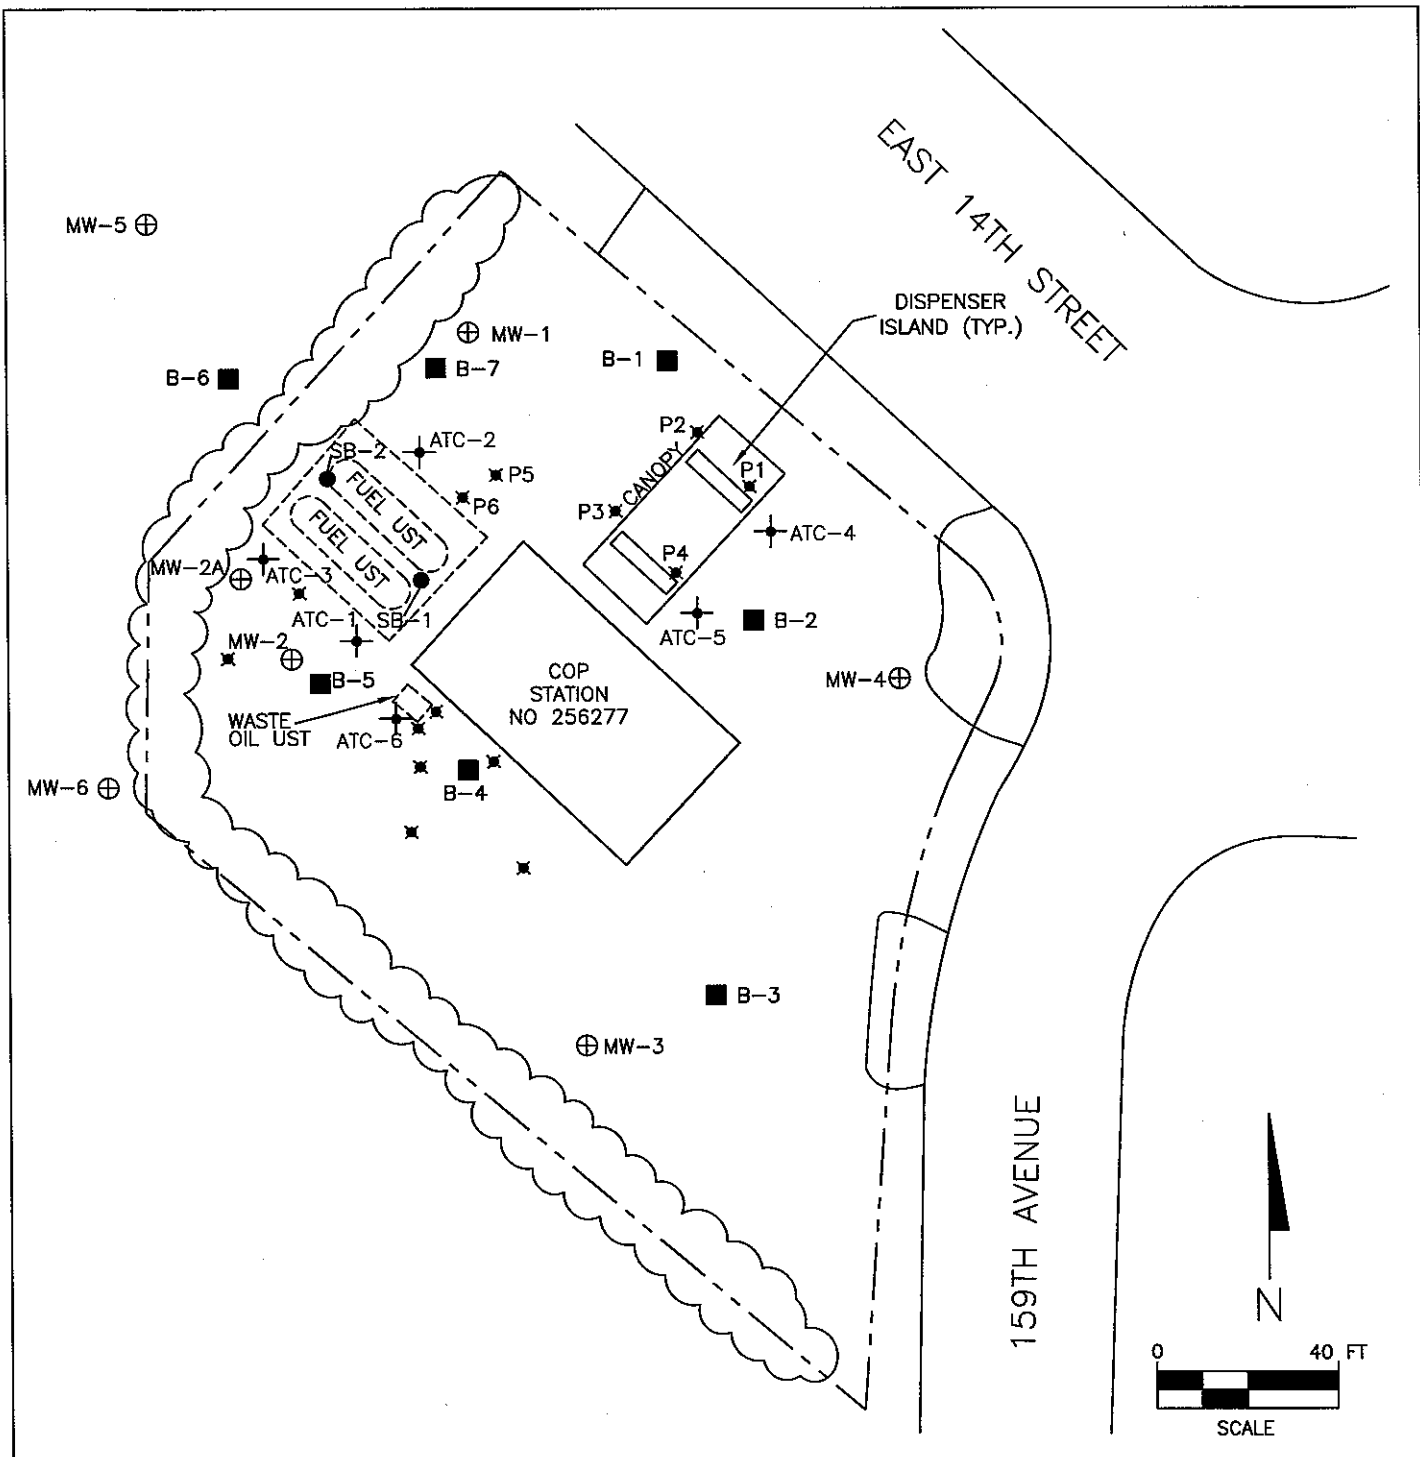 EAST 14TH STREET
MW-5
DISPENSER
ISLAND (TYP.)
MW-1
B-1
B-7
B-6
P2
ATC-2
SB-2
CANOPY
P5
P1
FUEL UST
P6
P3
FUEL UST
ATC-4
P4
MW-2A
ATC-3
ATC-1
SB-1
B-2
ATC-5
MW-2
COP
STATION
NO 256277
B-5
MW-4
WASTE
OIL UST
ATC-6
MW-6
B-4
B-3
MW-3
159TH AVENUE
N
0 40 FT
SCALE